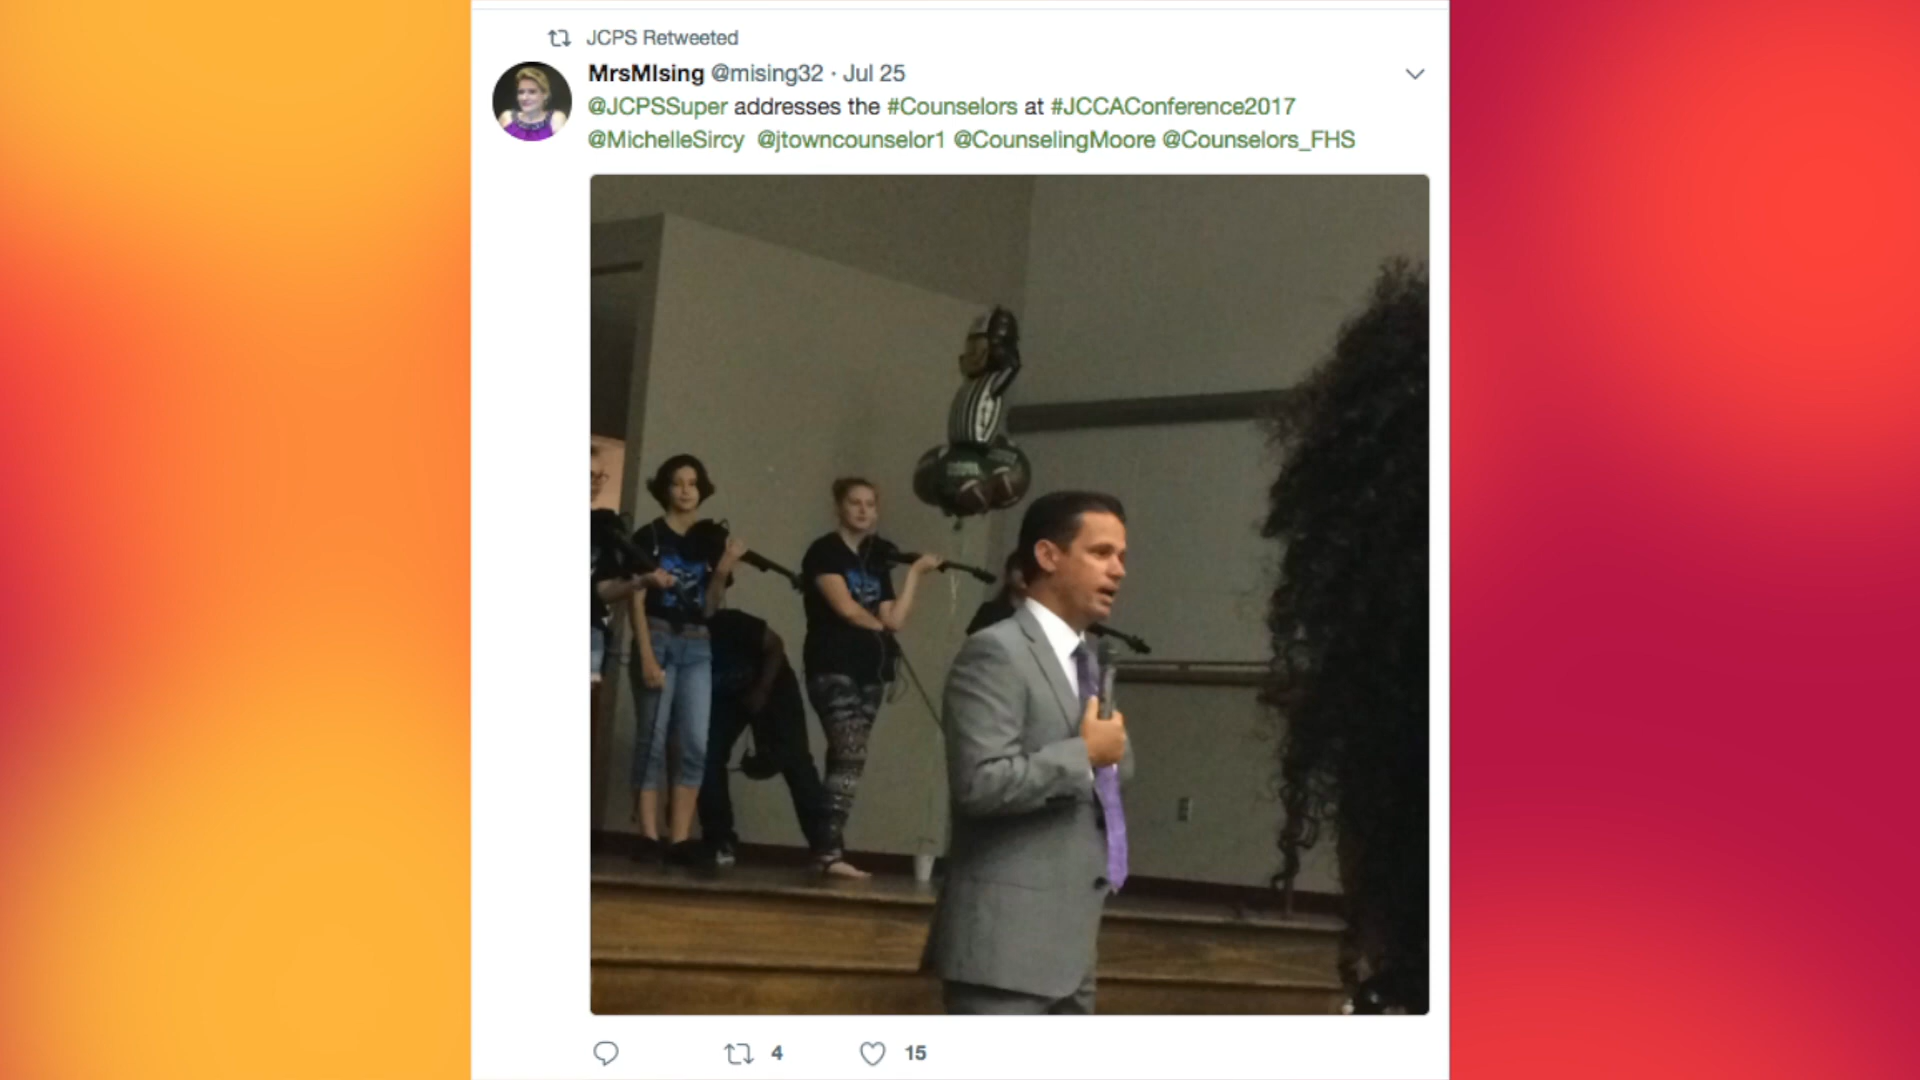 JCPS Retweeted
MrsMIsing @mising32 · Jul 25
@JCPSSuper addresses the #Counselors at #JCCAConference2017
@MichelleSircy @jtowncounselor1 @CounselingMoore @Counselors_FHS
4 15